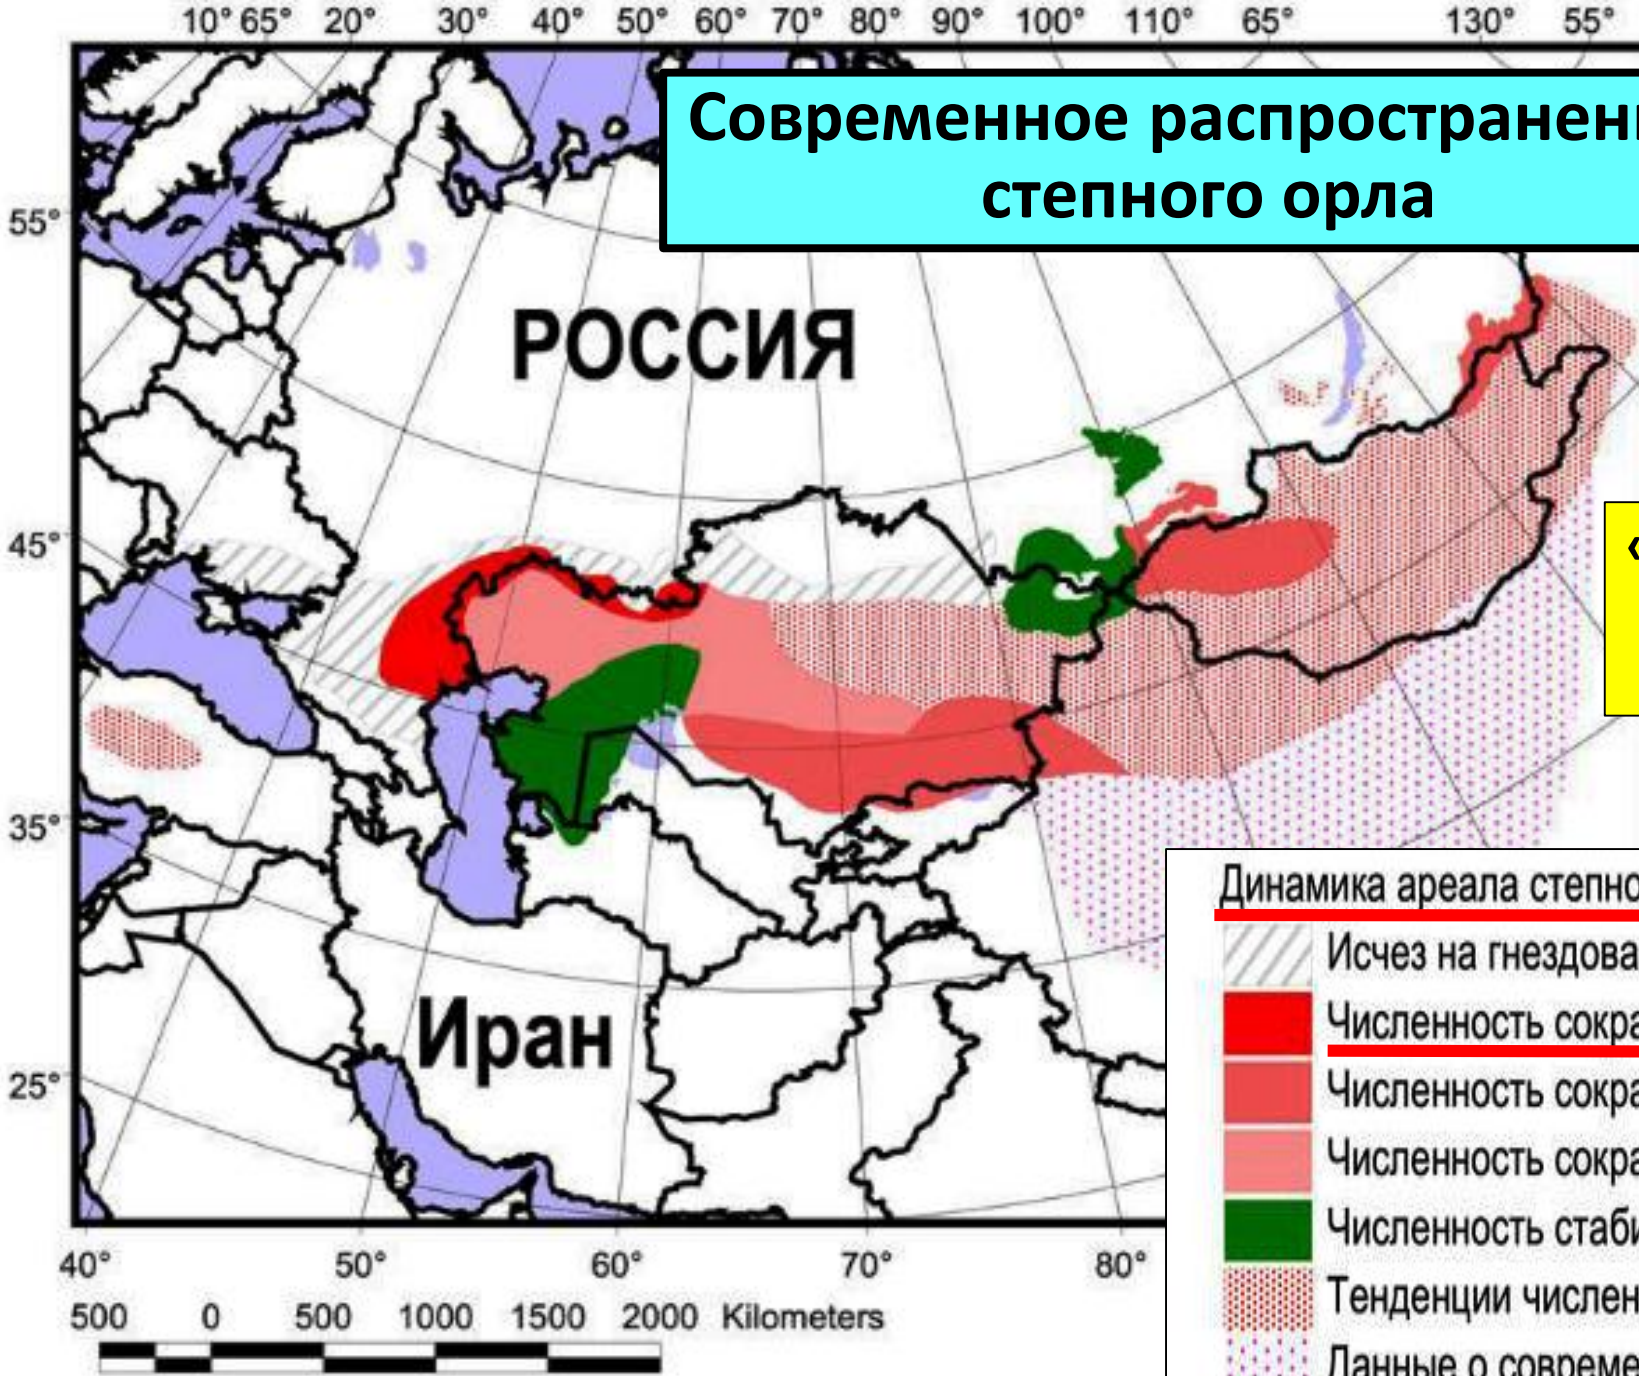 10° 65° 20° 30° 40° 50° 60° 70° 80° 90° 100° 110° 65° 130° 55°
Современное распространен
степного орла
55°
РОССИЯ
45°
«
35°
Динамика ареала степно
Исчез на гнездова
Иран
Численность сокра
25°
Численность сокра
Численность сокра
Численность стаби
40° 50° 60° 70° 80°
Тенденции числен
500 0 500 1000 1500 2000 Kilometers
Данные о совреме